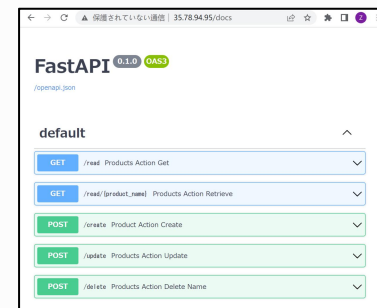 保護されていない通信 | 35.78.94.95/docs
FastAPI 0.1.0 OAS3
/openapi.json
default
GET /read Products Action Get
GET /read/{product_name} Products Action Retrieve
POST /create Product Action Create
POST /update Products Action Update
POST /delete Products Action Delete Name